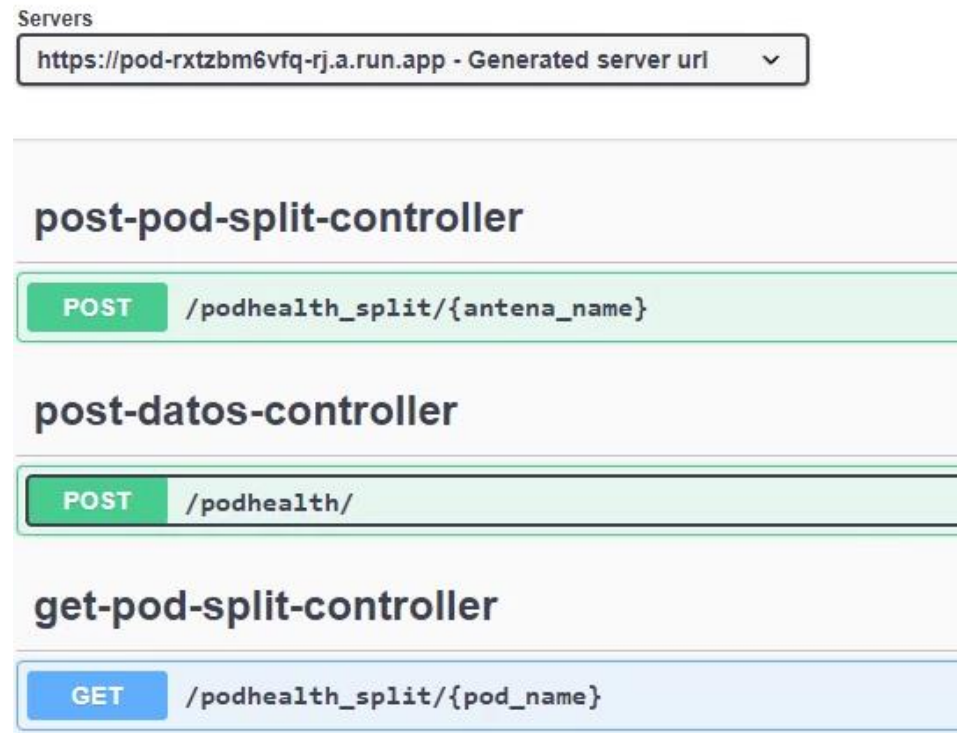 Servers
https://pod-rxtzbm6vfq-rj.a.run.app - Generated server url
post-pod-split-controller
POST /podhealth_split/{antena_name}
post-datos-controller
POST /podhealth/
get-pod-split-controller
GET /podhealth_split/{pod_name}